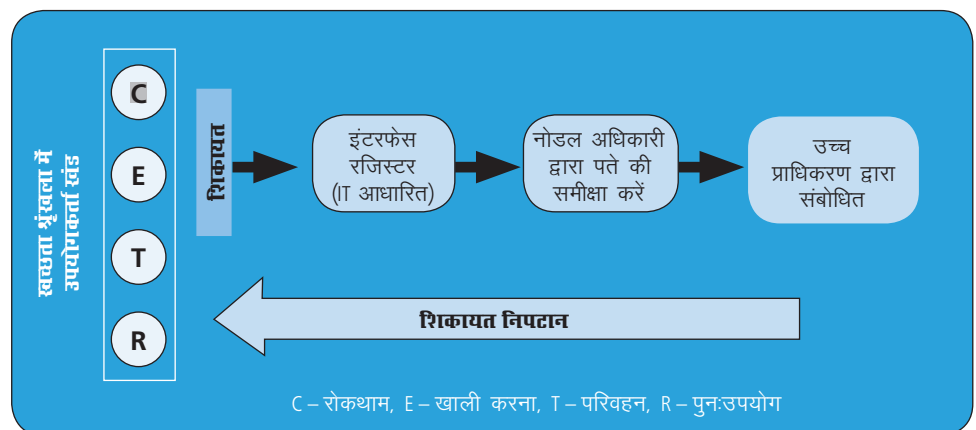 स्वच्छता श्रृंखला में
उपयोगकर्ता खंड
C
E
T
R
शिकायत
इंटरफेस
रजिस्टर
(IT आधारित)
नोडल अधिकारी
द्वारा पते की
समीक्षा करें
उच्च
प्राधिकरण द्वारा
संबोधित
शिकायत निपटान
C – रोकथाम, E – खाली करना, T – परिवहन, R – पुनःउपयोग